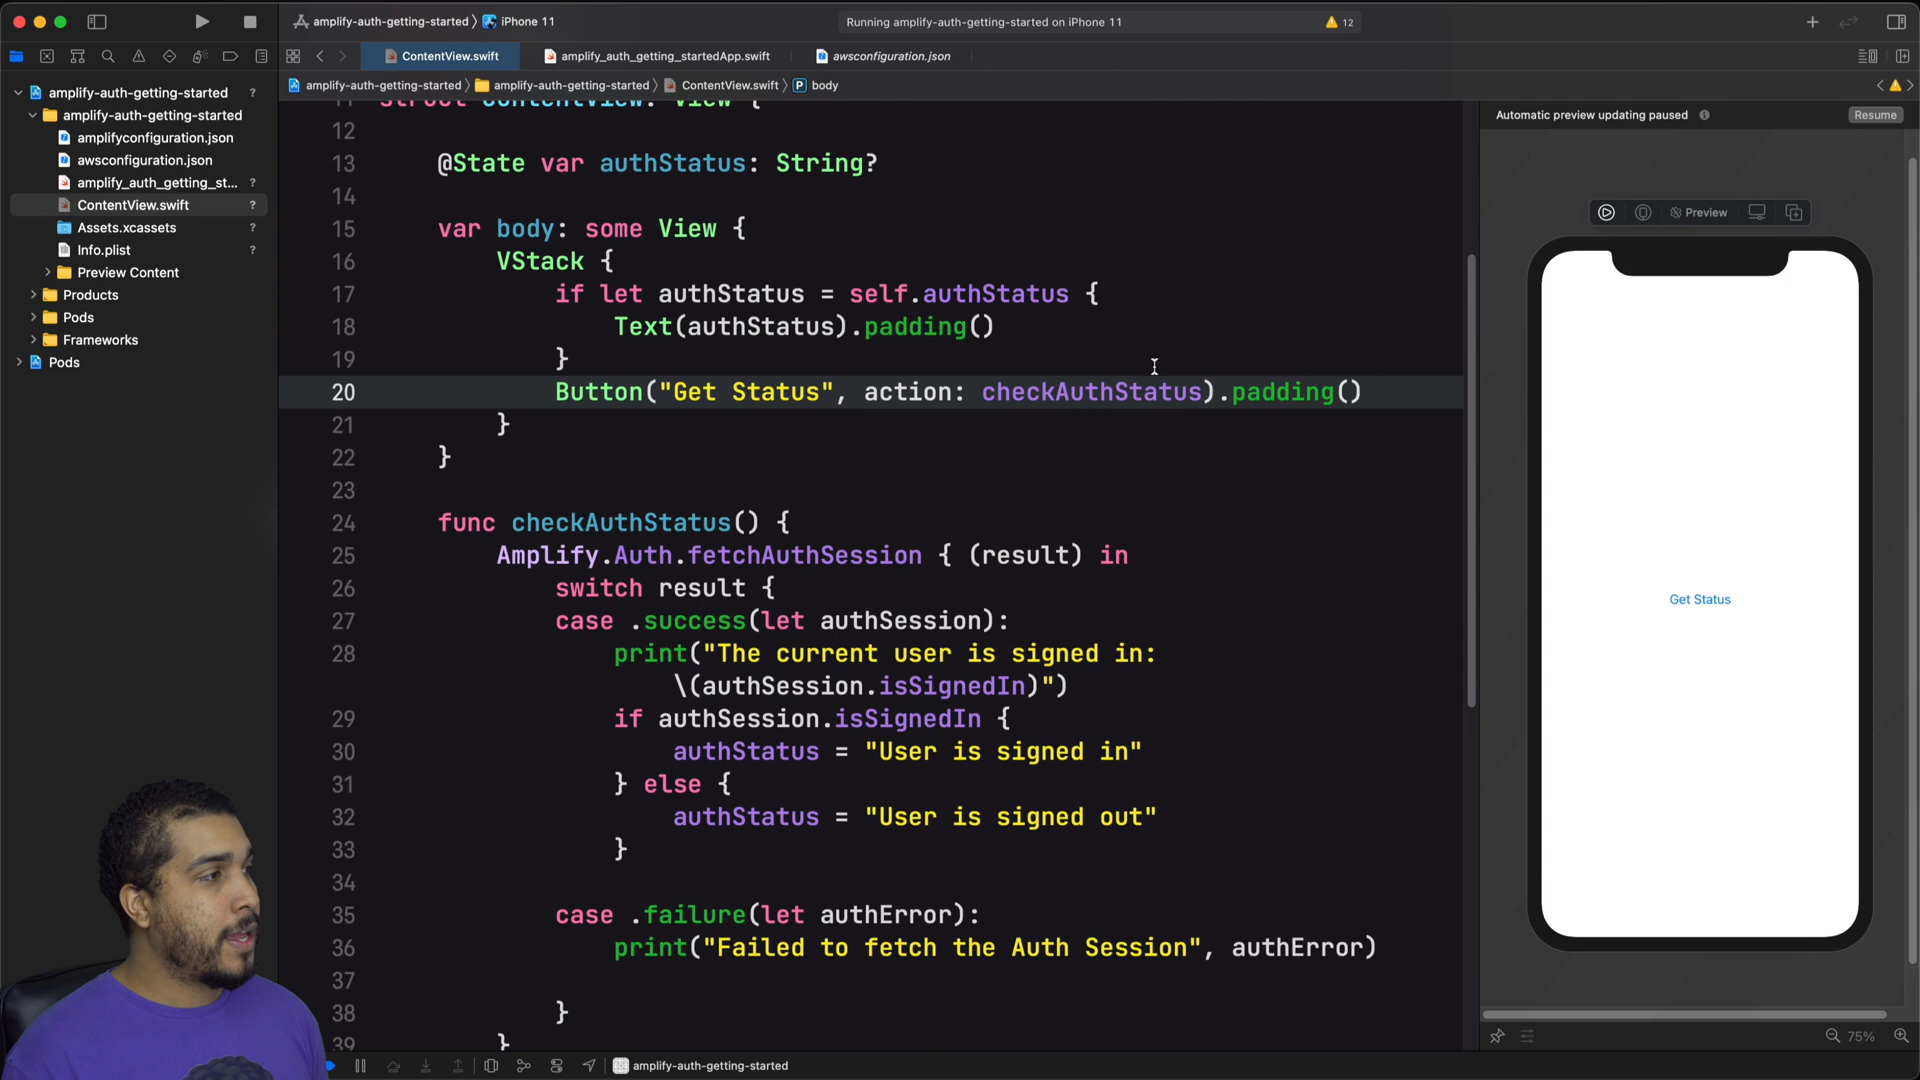 amplify-auth-getting-started
iPhone 11
Running amplify-auth-getting-started on iPhone 11
12
ContentView.swift
amplify_auth_getting_startedApp.swift
awsconfiguration.json
amplify-auth-getting-started
amplify-auth-getting-started
ContentView.swift
P
body
amplify-auth-getting-started ?
amplify-auth-getting-started
amplifyconfiguration.json
awsconfiguration.json
amplify_auth_getting_st... ?
ContentView.swift ?
Assets.xcassets ?
Info.plist ?
Preview Content
Products
Pods
Frameworks
Pods
11 struct ContentView: View {
12
13 @State var authStatus: String?
14
15 var body: some View {
16 VStack {
17 if let authStatus = self.authStatus {
18 Text(authStatus).padding()
19 }
20 Button("Get Status", action: checkAuthStatus).padding()
21 }
22 }
23
24 func checkAuthStatus() {
25 Amplify.Auth.fetchAuthSession { (result) in
26 switch result {
27 case .success(let authSession):
28 print("The current user is signed in:
\(authSession.isSignedIn)")
29 if authSession.isSignedIn {
30 authStatus = "User is signed in"
31 } else {
32 authStatus = "User is signed out"
33 }
34
35 case .failure(let authError):
36 print("Failed to fetch the Auth Session", authError)
37
38 }
39 }
amplify-auth-getting-started
Automatic preview updating paused
Resume
Preview
Get Status
75%